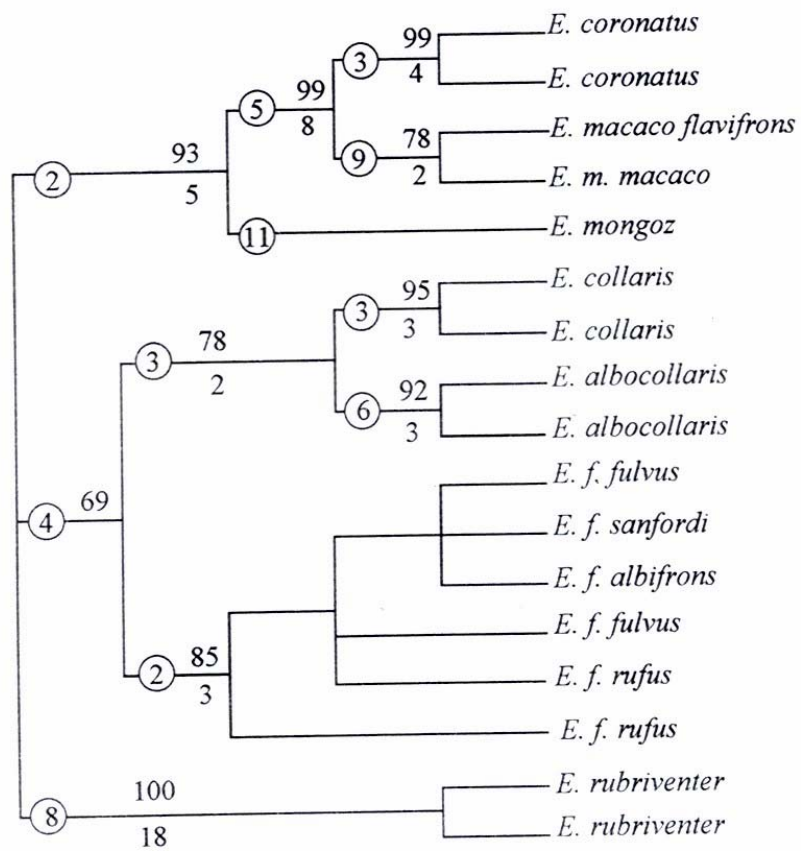 99 E. coronatus
3
4 E. coronatus
99
5
8
78 E. macaco flavifrons
9
2 E. m. macaco
93
2
5
11 E. mongoz
95 E. collaris
3
3 E. collaris
78
3
2
92 E. albocollaris
6
3 E. albocollaris
69
4
E. f. fulvus
E. f. sanfordi
E. f. albifrons
E. f. fulvus
85
2
3
E. f. rufus
E. f. rufus
100
8
18
E. rubriventer
E. rubriventer